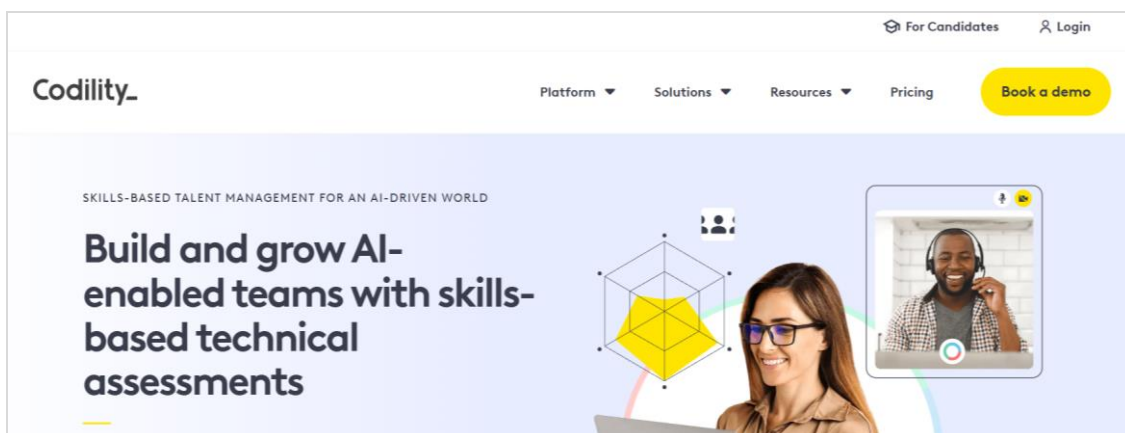 For Candidates
Login
Codility_
Platform
Solutions
Resources
Pricing
Book a demo
SKILLS-BASED TALENT MANAGEMENT FOR AN AI-DRIVEN WORLD
Build and grow AI-
enabled teams with skills-
based technical
assessments